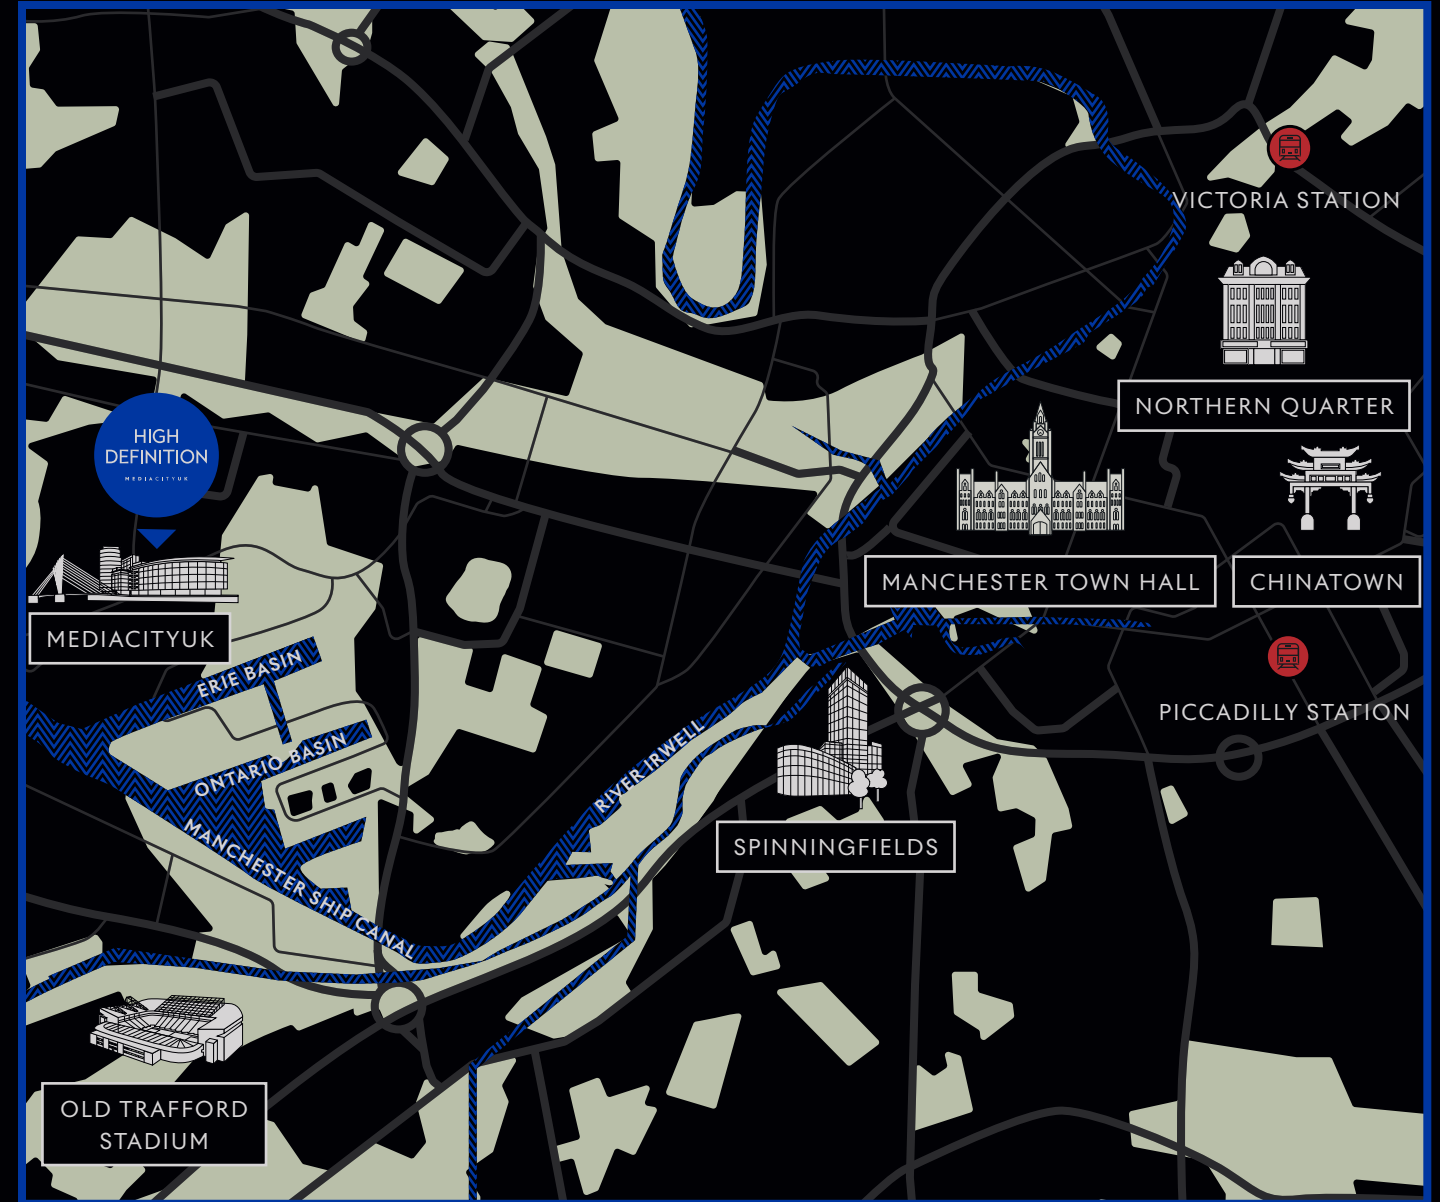 VICTORIA STATION
NORTHERN QUARTER
HIGH
DEFINITION
MEDIACITYUK
MANCHESTER TOWN HALL
CHINATOWN
MEDIACITYUK
ERIE BASIN
ONTARIO BASIN
RIVER IRWELL
PICCADILLY STATION
MANCHESTER SHIP CANAL
SPINNINGFIELDS
OLD TRAFFORD
STADIUM